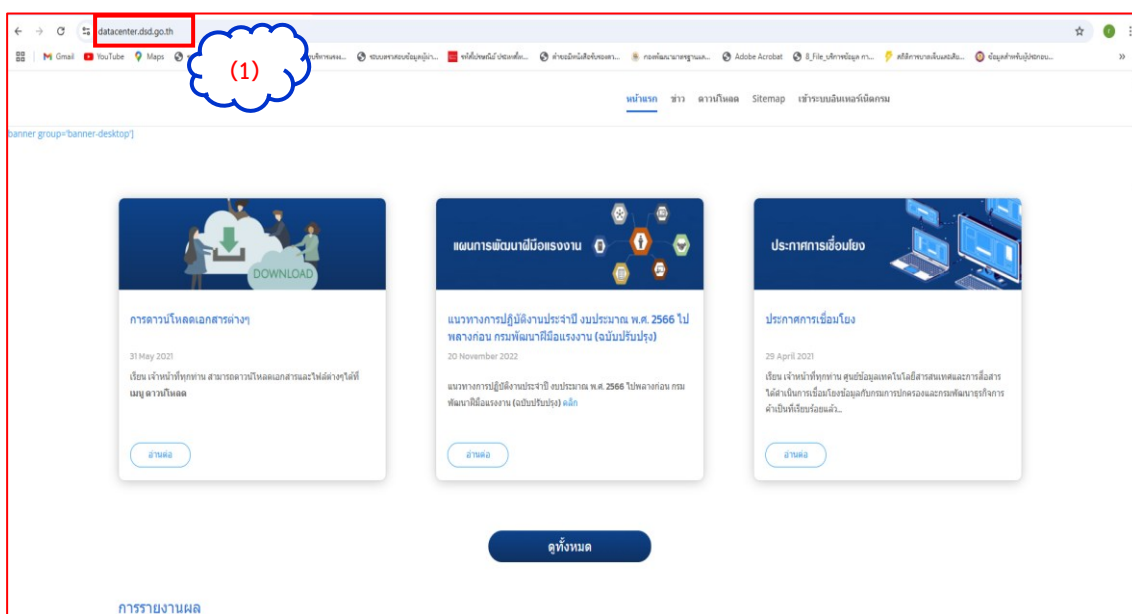 datacenter.dsd.go.th
Gmail YouTube Maps Adobe Acrobat
(1)
หน้าแรก ข่าว ดาวน์โหลด Sitemap เข้าระบบอินเทอร์เน็ตกรม
banner group='banner-desktop']
DOWNLOAD
แผนการพัฒนาฝีมือแรงงาน
ประกาศการเชื่อมโยง
การดาวน์โหลดเอกสารต่างๆ
31 May 2021
เรียน เจ้าหน้าที่ทุกท่าน สามารถดาวน์โหลดเอกสารและไฟล์ต่างๆได้ที่
เมนู ดาวน์โหลด
อ่านต่อ
แนวทางการปฏิบัติงานประจำปี งบประมาณ พ.ศ. 2566 ไป
พลางก่อน กรมพัฒนาฝีมือแรงงาน (ฉบับปรับปรุง)
20 November 2022
แนวทางการปฏิบัติงานประจำปี งบประมาณ พ.ศ. 2566 ไปพลางก่อน กรม
พัฒนาฝีมือแรงงาน (ฉบับปรับปรุง) คลิ๊ก
อ่านต่อ
ประกาศการเชื่อมโยง
29 April 2021
เรียน เจ้าหน้าที่ทุกท่าน ศูนย์ข้อมูลเทคโนโลยีสารสนเทศและการสื่อสาร
ได้ดำเนินการเชื่อมโยงข้อมูลกับกรมการปกครองและกรมพัฒนาธุรกิจการ
ค้าเป็นที่เรียบร้อยแล้ว...
อ่านต่อ
ดูทั้งหมด
การรายงานผล